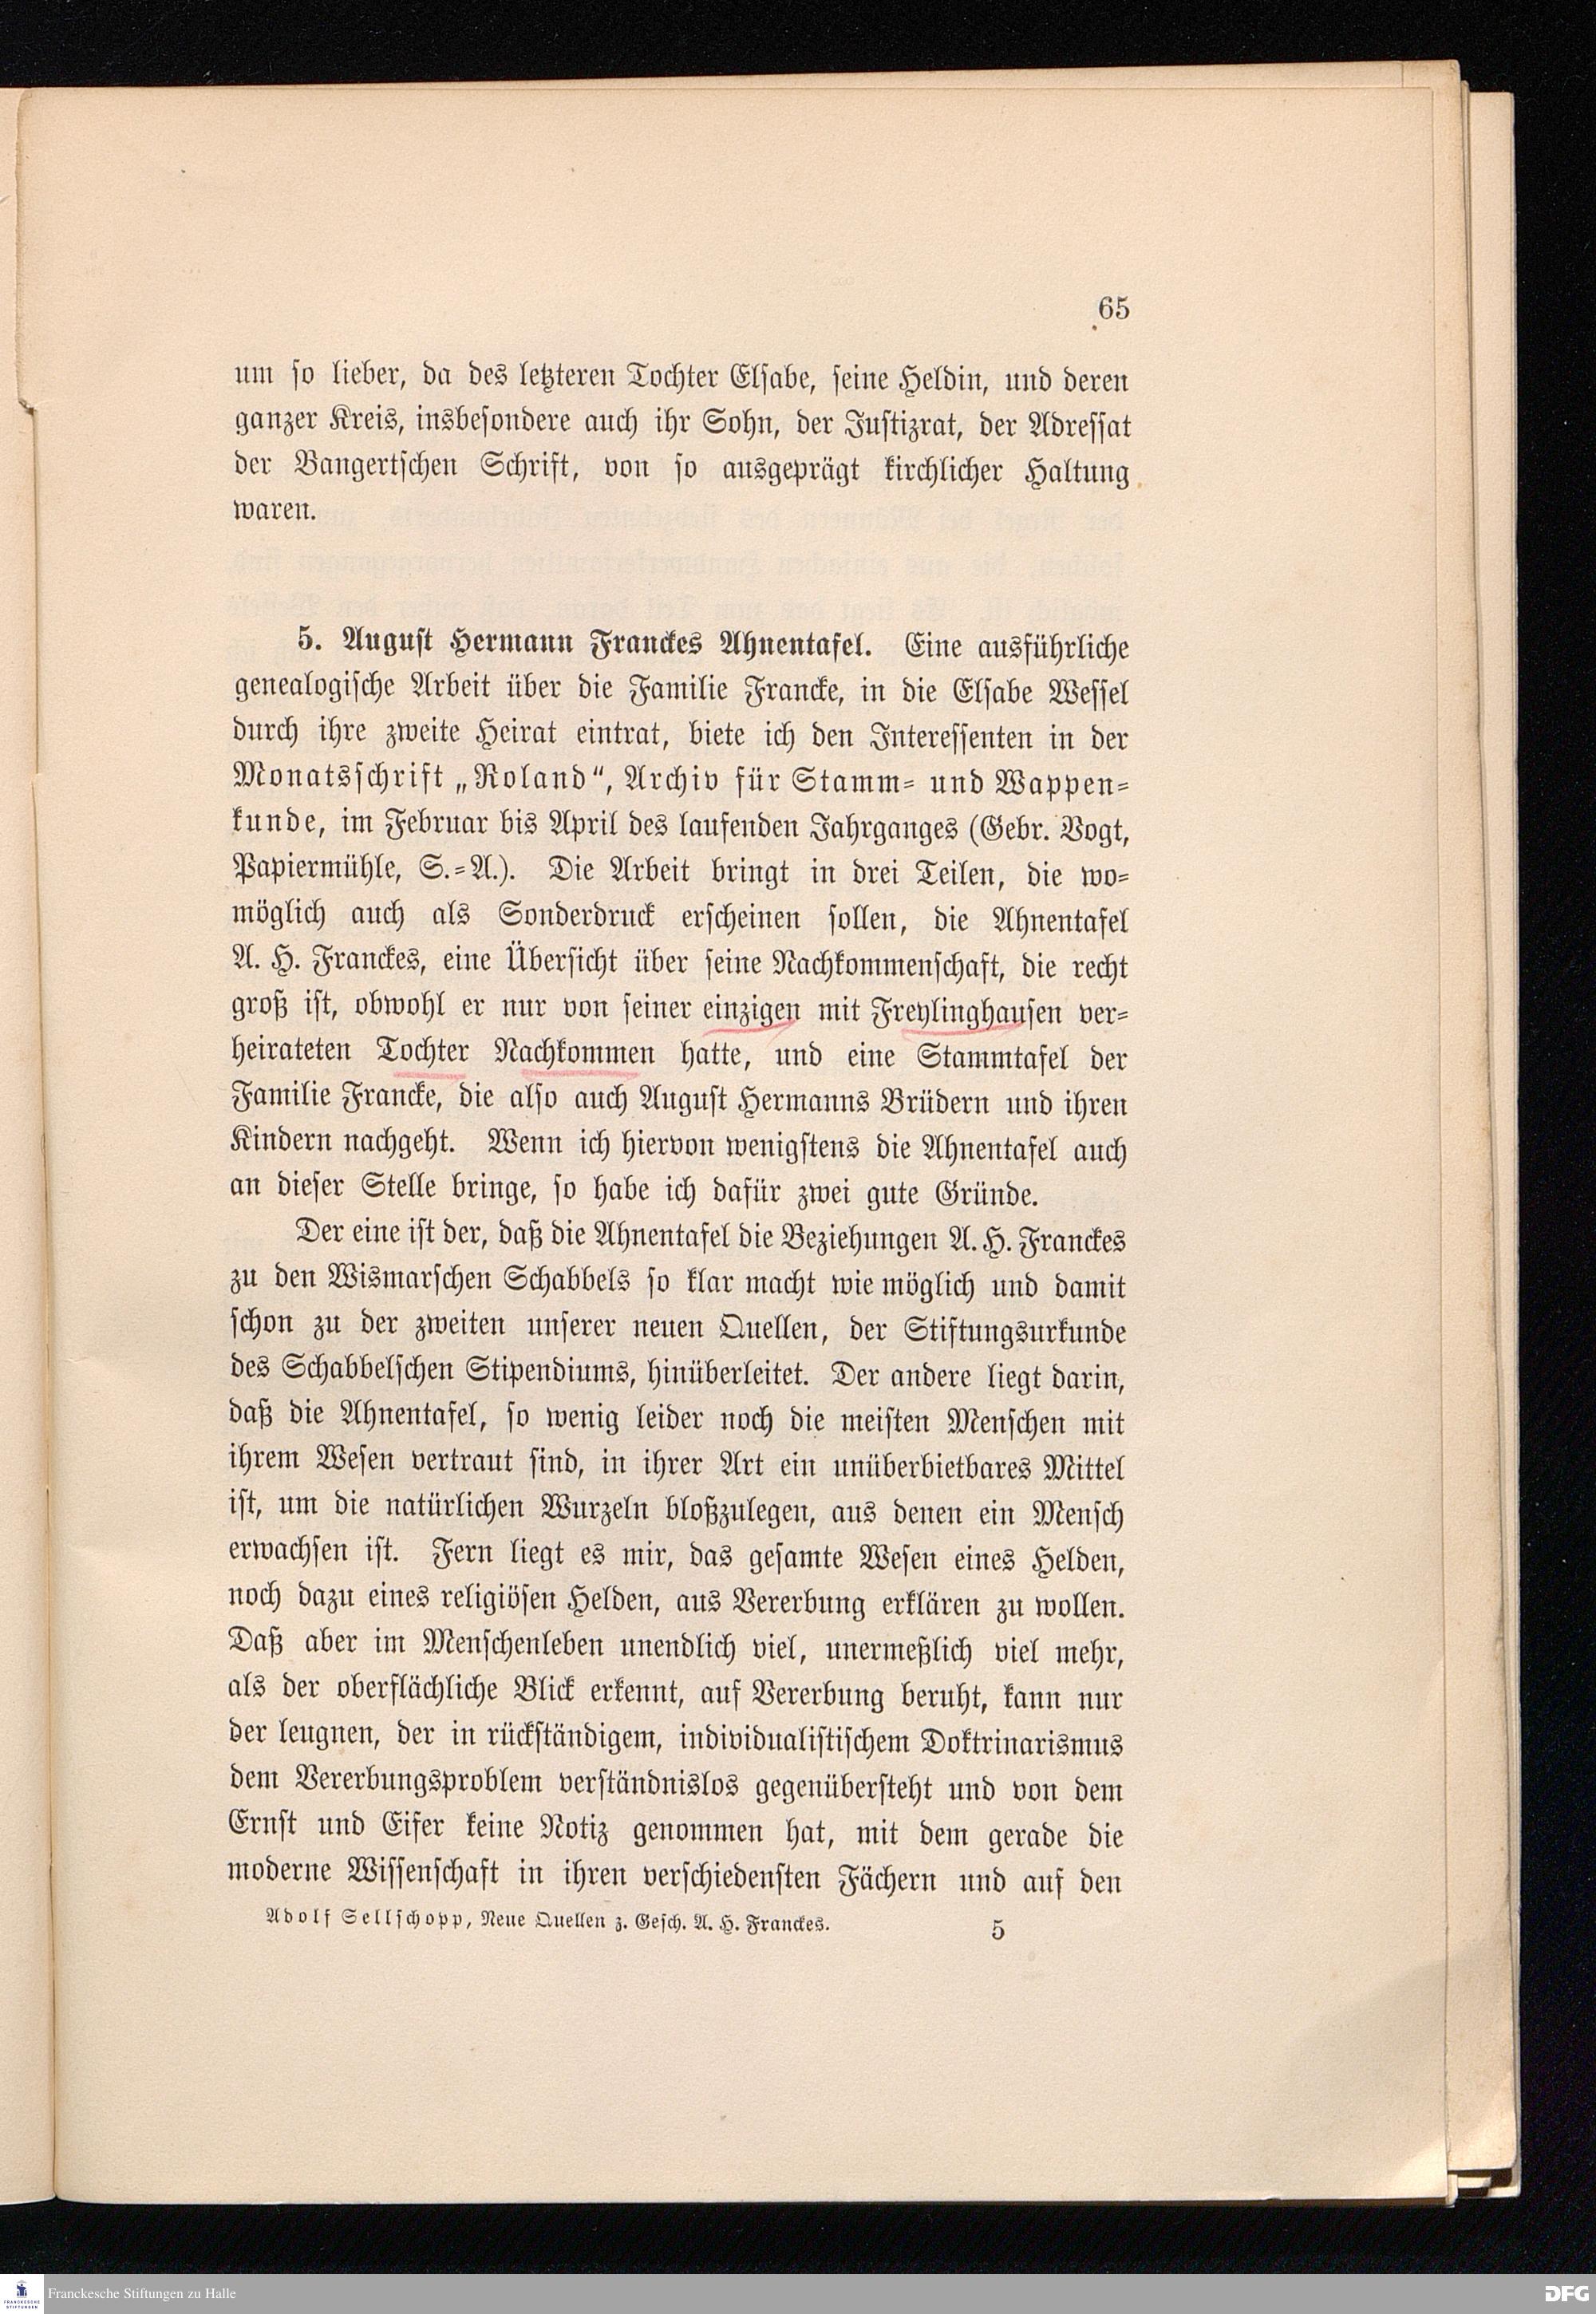 65
um so lieber, da des letzteren Tochter Elsabe, seine Heldin, und deren
ganzer Kreis, insbesondere auch ihr Sohn, der Justizrat, der Adressat
der Bangertschen Schrift, von so ausgeprägt kirchlicher Haltung
waren.
5. August Hermann Franckes Ahnentafel. Eine ausführliche
genealogische Arbeit über die Familie Francke, in die Elsabe Wessel
durch ihre zweite Heirat eintrat, biete ich den Interessenten in der
Monatsschrift „Roland“, Archiv für Stamm- und Wappen-
kunde, im Februar bis April des laufenden Jahrganges (Gebr. Vogt,
Papiermühle, S.-A.). Die Arbeit bringt in drei Teilen, die wo-
möglich auch als Sonderdruck erscheinen sollen, die Ahnentafel
A. H. Franckes, eine Übersicht über seine Nachkommenschaft, die recht
groß ist, obwohl er nur von seiner einzigen mit Freylinghausen ver-
heirateten Tochter Nachkommen hatte, und eine Stammtafel der
Familie Francke, die also auch August Hermanns Brüdern und ihren
Kindern nachgeht. Wenn ich hiervon wenigstens die Ahnentafel auch
an dieser Stelle bringe, so habe ich dafür zwei gute Gründe.
Der eine ist der, daß die Ahnentafel die Beziehungen A. H. Franckes
zu den Wismarschen Schabbels so klar macht wie möglich und damit
schon zu der zweiten unserer neuen Quellen, der Stiftungsurkunde
des Schabbelschen Stipendiums, hinüberleitet. Der andere liegt darin,
daß die Ahnentafel, so wenig leider noch die meisten Menschen mit
ihrem Wesen vertraut sind, in ihrer Art ein unüberbietbares Mittel
ist, um die natürlichen Wurzeln bloßzulegen, aus denen ein Mensch
erwachsen ist. Fern liegt es mir, das gesamte Wesen eines Helden,
noch dazu eines religiösen Helden, aus Vererbung erklären zu wollen.
Daß aber im Menschenleben unendlich viel, unermeßlich viel mehr,
als der oberflächliche Blick erkennt, auf Vererbung beruht, kann nur
der leugnen, der in rückständigem, individualistischem Doktrinarismus
dem Vererbungsproblem verständnislos gegenübersteht und von dem
Ernst und Eifer keine Notiz genommen hat, mit dem gerade die
moderne Wissenschaft in ihren verschiedensten Fächern und auf den
Adolf Sellschopp, Neue Quellen z. Gesch. A. H. Franckes. 5
FRANCKESCHE STIFTUNGEN
Franckesche Stiftungen zu Halle
DFG